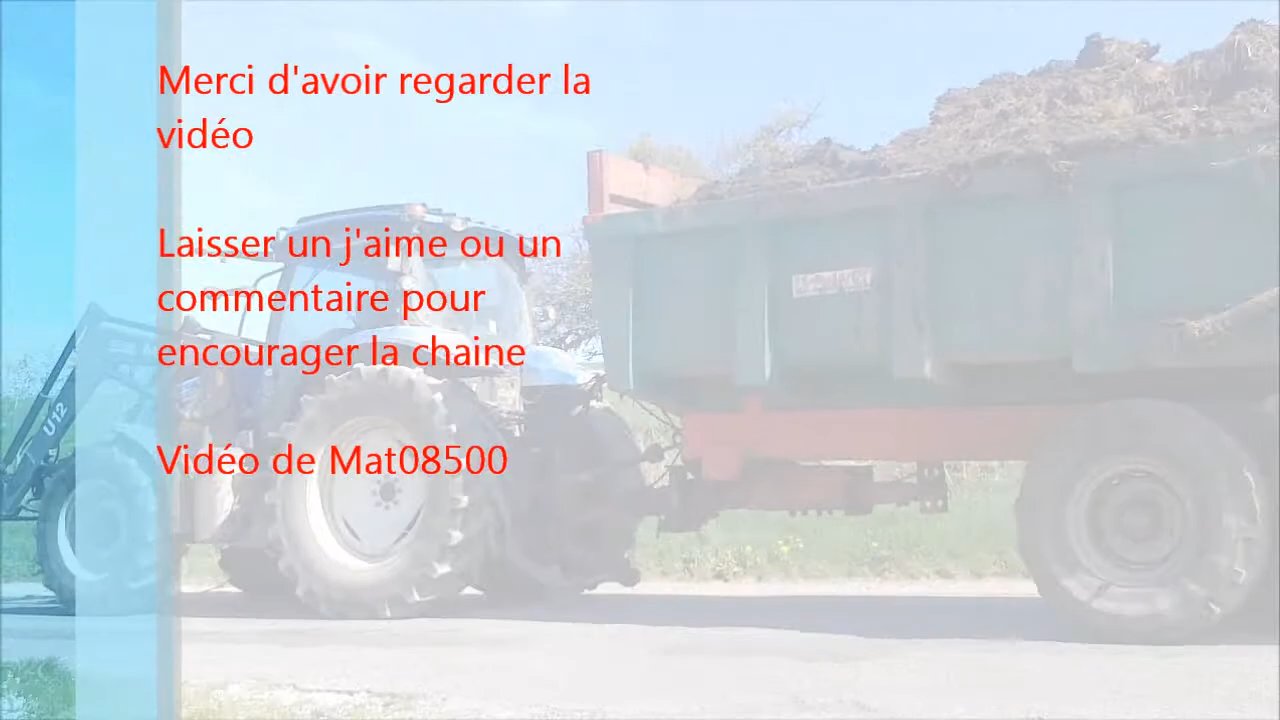 Merci d'avoir regarder la
vidéo
Laisser un j'aime ou un
commentaire pour
encourager la chaine
Vidéo de Mat08500
U12